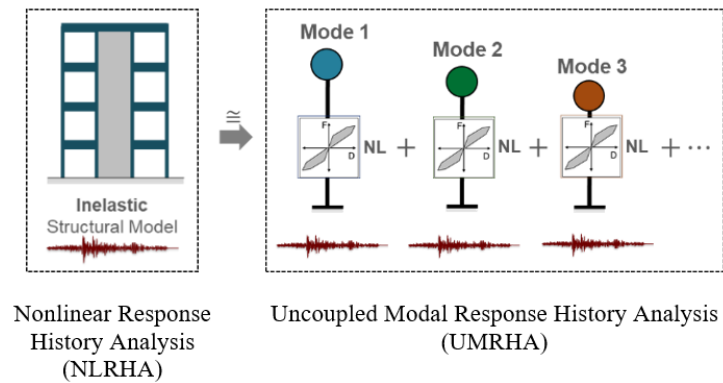 Mode 1
Mode 2
Mode 3
≅
F
D
NL +
F
D
NL +
F
D
NL + ...
Inelastic
Structural Model
Nonlinear Response
History Analysis
(NLRHA)
Uncoupled Modal Response History Analysis
(UMRHA)